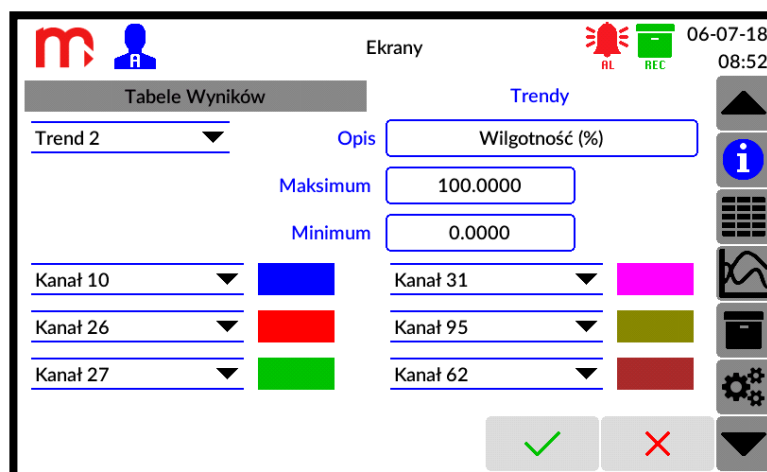 m
A
Ekrany
AL
REC
06-07-18
08:52
Tabele Wyników
Trendy
Trend 2
Opis
Wilgotność (%)
i
Maksimum
100.0000
Minimum
0.0000
Kanał 10
Kanał 31
Kanał 26
Kanał 95
Kanał 27
Kanał 62